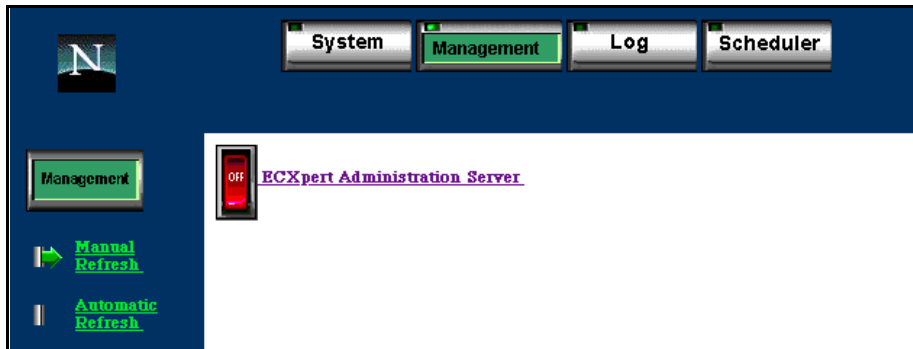 N
System
Management
Log
Scheduler
Management
OFF
ECXpert Administration Server
Manual
Refresh
Automatic
Refresh